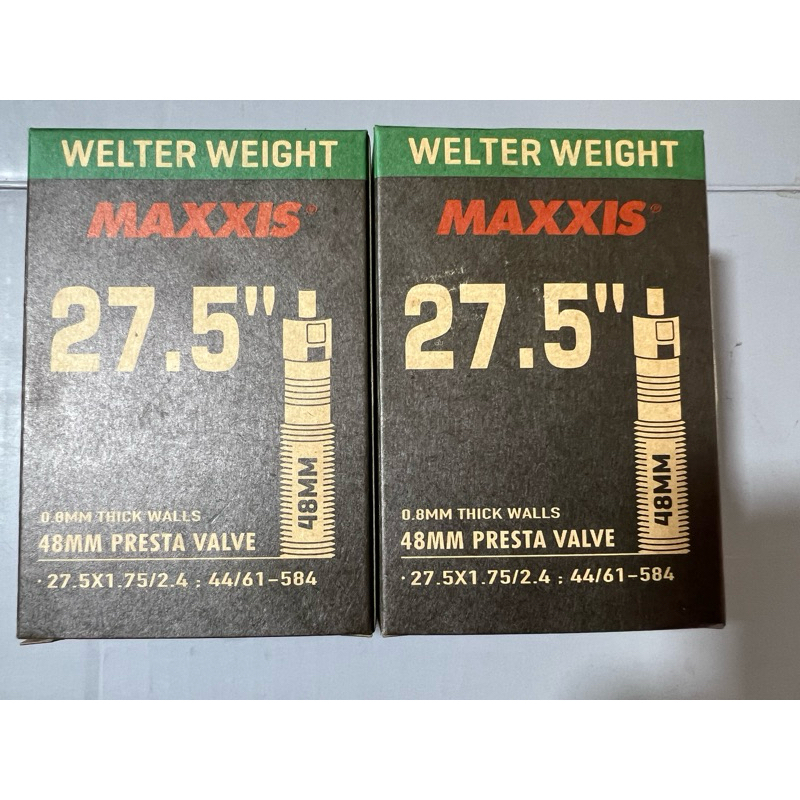 WELTER WEIGHT
MAXXIS®
27.5"
48MM
0.8MM THICK WALLS
48MM PRESTA VALVE
·27.5X1.75/2.4 : 44/61-584
WELTER WEIGHT
MAXXIS®
27.5"
48MM
0.8MM THICK WALLS
48MM PRESTA VALVE
·27.5X1.75/2.4 : 44/61-584